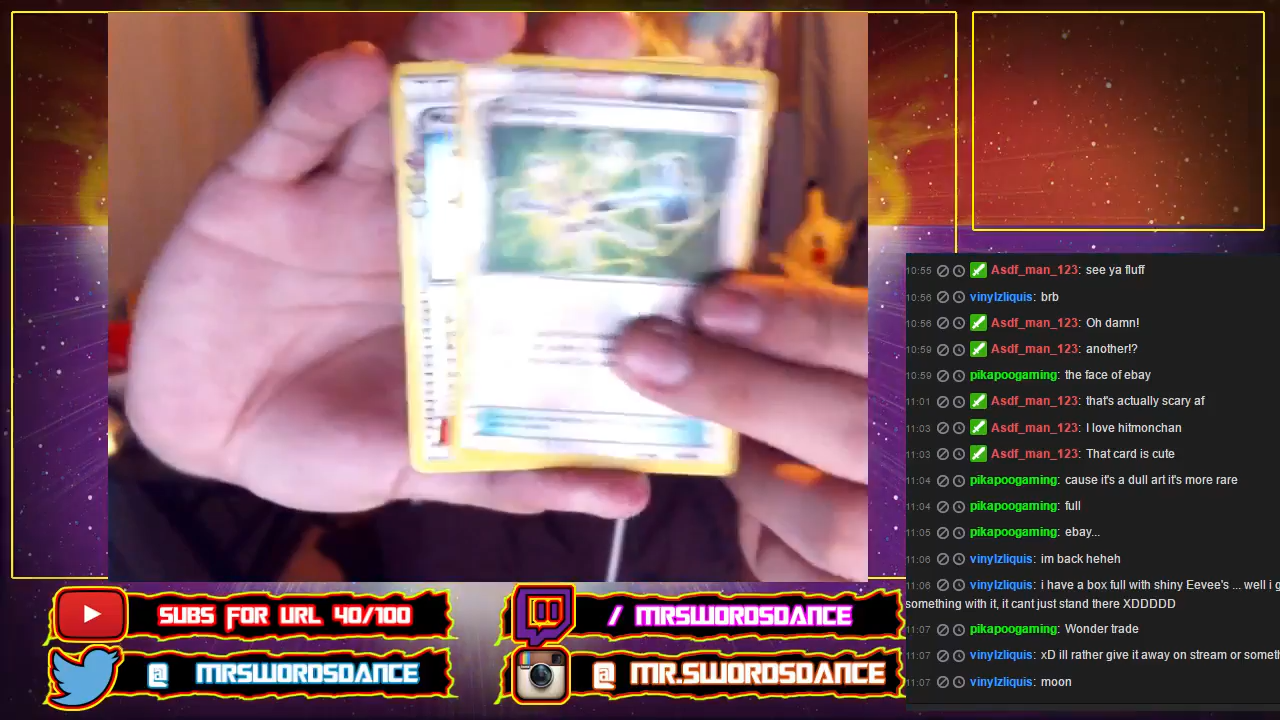 10:55 Asdf_man_123: see ya fluff
10:56 vinylzliquis: brb
10:56 Asdf_man_123: Oh damn!
10:59 Asdf_man_123: another!?
10:59 pikapoogaming: the face of ebay
11:01 Asdf_man_123: that's actually scary af
11:03 Asdf_man_123: I love hitmonchan
11:03 Asdf_man_123: That card is cute
11:04 pikapoogaming: cause it's a dull art it's more rare
11:04 pikapoogaming: full
11:05 pikapoogaming: ebay...
11:06 vinylzliquis: im back heheh
11:06 vinylzliquis: i have a box full with shiny Eevee's ... well i g
something with it, it cant just stand there XDDDDD
11:07 pikapoogaming: Wonder trade
11:07 vinylzliquis: xD ill rather give it away on stream or someth
11:07 vinylzliquis: moon
SUBS FOR URL 40/100
/ MRSWORDSDANCE
@ MRSWORDSDANCE
@ MR.SWORDSDANCE